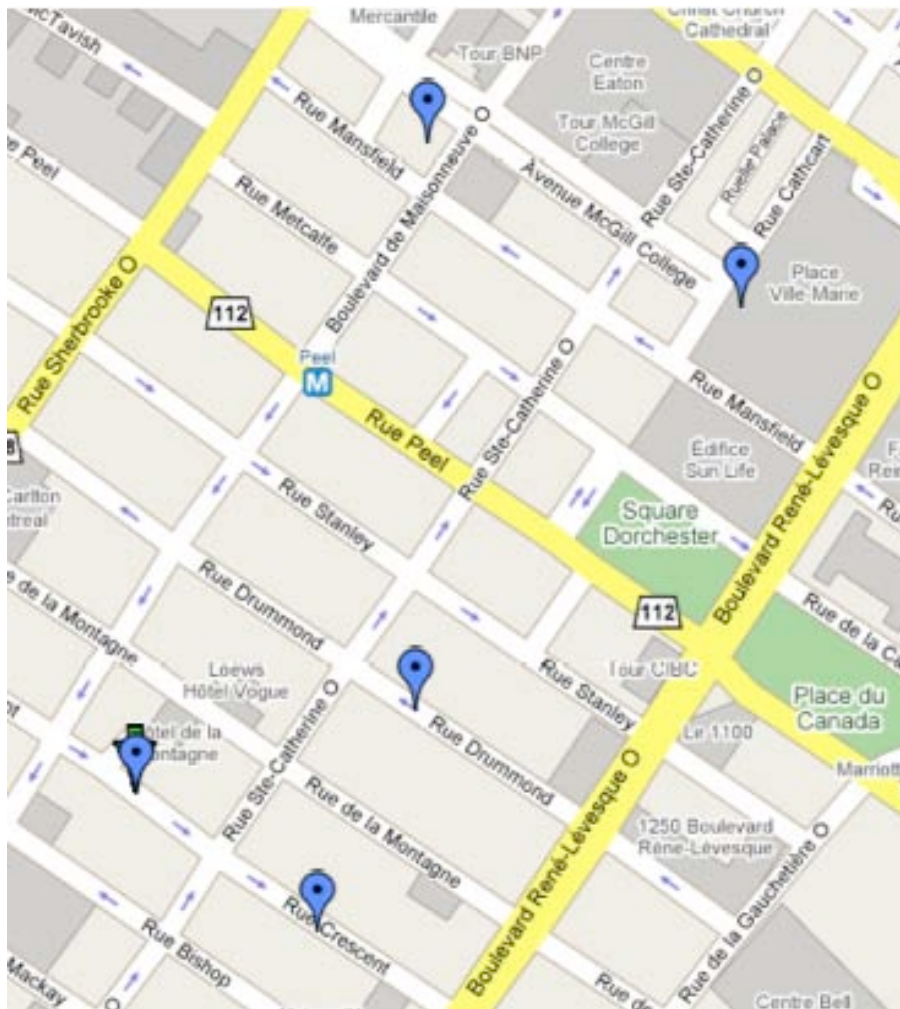 McTavish
Mercantile
Christ Church
Cathedral
Tour BNP
Centre
Eaton
Tour McGill
College
Rue Ste-Catherine
Ruelle Palace
Rue Cathcart
Rue Mansfield
Peel
Rue Metcalfe
Boulevard de Maisonneuve
Avenue McGill College
Place
Ville-Marie
Rue Sherbrooke
112
Peel
M
Rue Peel
Rue Ste-Catherine
Rue Mansfield
Edifice
Sun Life
Boulevard René-Lévesque
Square
Dorchester
Carlton
Rue Stanley
Rue Drummond
de la Montagne
112
Rue de la
Tour CIBC
Loews
Hôtel Vogue
Rue Stanley
Place du
Canada
Le 1100
Marriott
Rue Ste-Catherine
Rue Drummond
Rue de la Montagne
1250 Boulevard
Réne-Lévesque
Boulevard René-Lévesque
Rue de la Gauchetière
Rue Crescent
Rue Bishop
Mackay
Rue de
Centre Bell